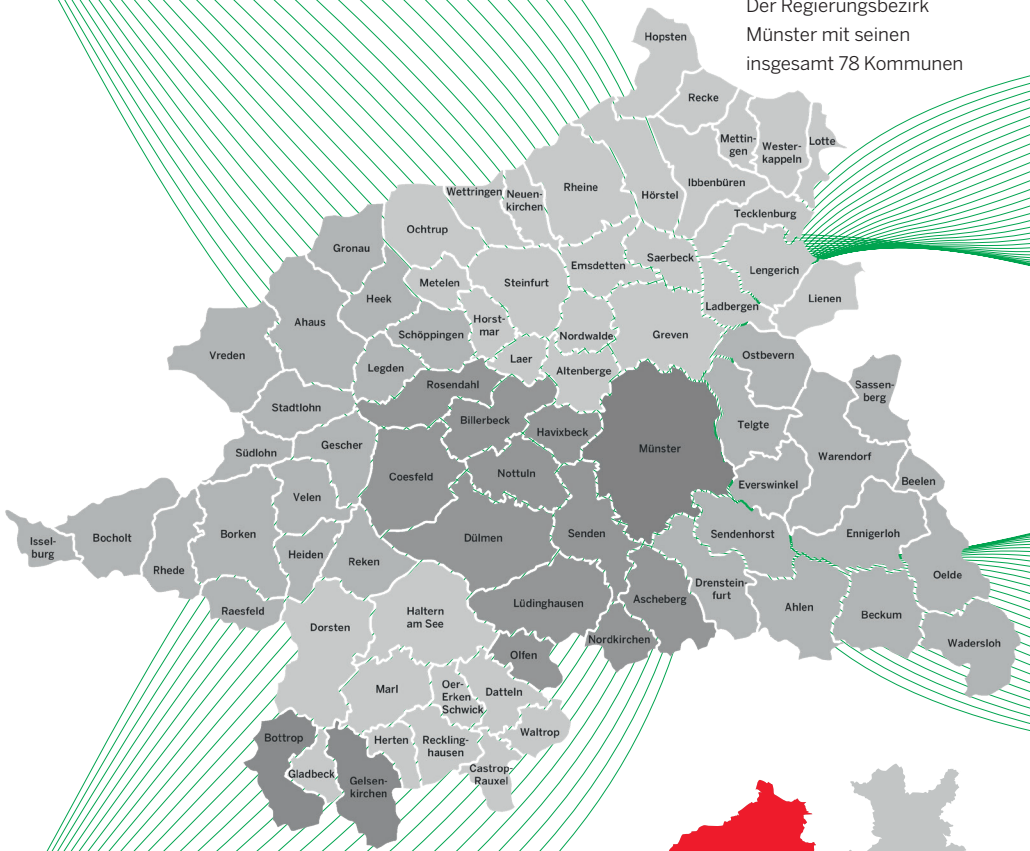 Der Regierungsbezirk
Münster mit seinen
insgesamt 78 Kommunen
Hopsten
Recke
Mettin-
gen
Wester-
kappeln
Lotte
Ibbenbüren
Rheine
Hörstel
Wettringen
Neuen-
kirchen
Tecklenburg
Ochtrup
Gronau
Emsdetten
Saerbeck
Lengerich
Metelen
Steinfurt
Heek
Lienen
Ladbergen
Ahaus
Horst-
mar
Schöppingen
Nordwalde
Greven
Vreden
Laer
Ostbevern
Legden
Altenberge
Rosendahl
Sassen-
berg
Stadtlohn
Billerbeck
Telgte
Havixbeck
Gescher
Münster
Südlohn
Warendorf
Nottuln
Coesfeld
Everswinkel
Beelen
Velen
Borken
Senden
Sendenhorst
Ennigerloh
Bocholt
Dülmen
Issel-
burg
Heiden
Reken
Rhede
Oelde
Drenstein-
furt
Lüdinghausen
Ascheberg
Ahlen
Raesfeld
Haltern
am See
Beckum
Dorsten
Nordkirchen
Wadersloh
Olfen
Marl
Oer-
Erken
Schwick
Datteln
Waltrop
Bottrop
Herten
Reckling-
hausen
Gladbeck
Castrop-
Rauxel
Gelsen-
kirchen